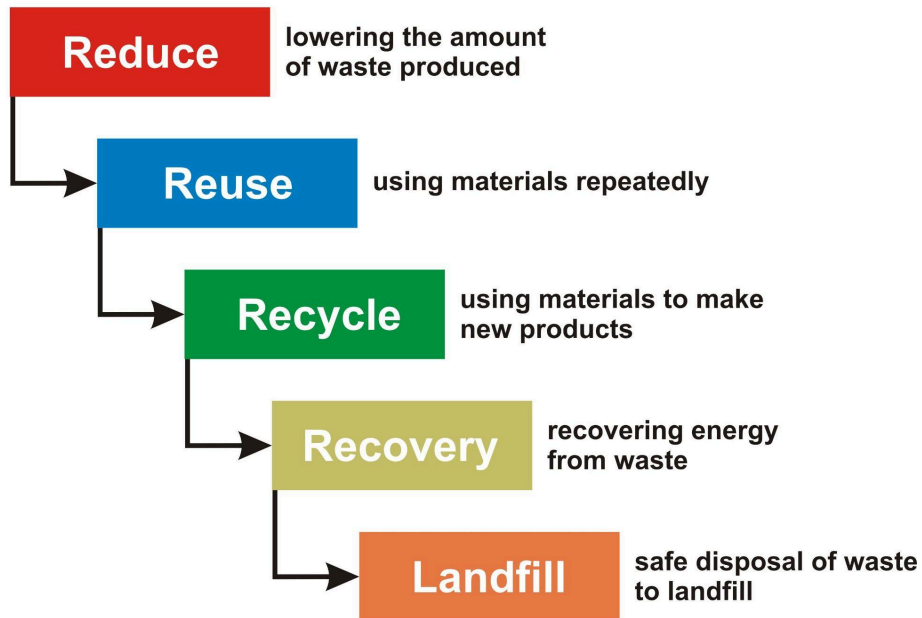 Reduce
lowering the amount
of waste produced
Reuse
using materials repeatedly
Recycle
using materials to make
new products
Recovery
recovering energy
from waste
Landfill
safe disposal of waste
to landfill